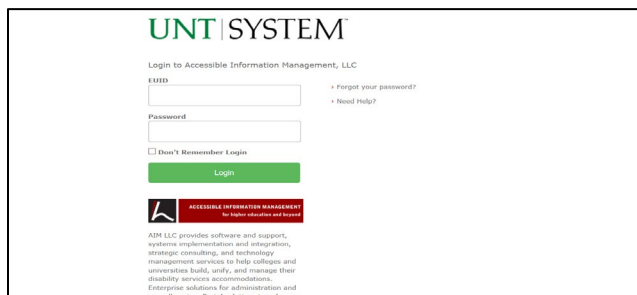 UNT | SYSTEM™
Login to Accessible Information Management, LLC
EUID
› Forgot your password?
› Need Help?
Password
Don't Remember Login
Login
ACCESSIBLE INFORMATION MANAGEMENT
for higher education and beyond
AIM LLC provides software and support,
systems implementation and integration,
strategic consulting, and technology
management services to help colleges and
universities build, unify, and manage their
disability services accommodations.
Enterprise solutions for administration and